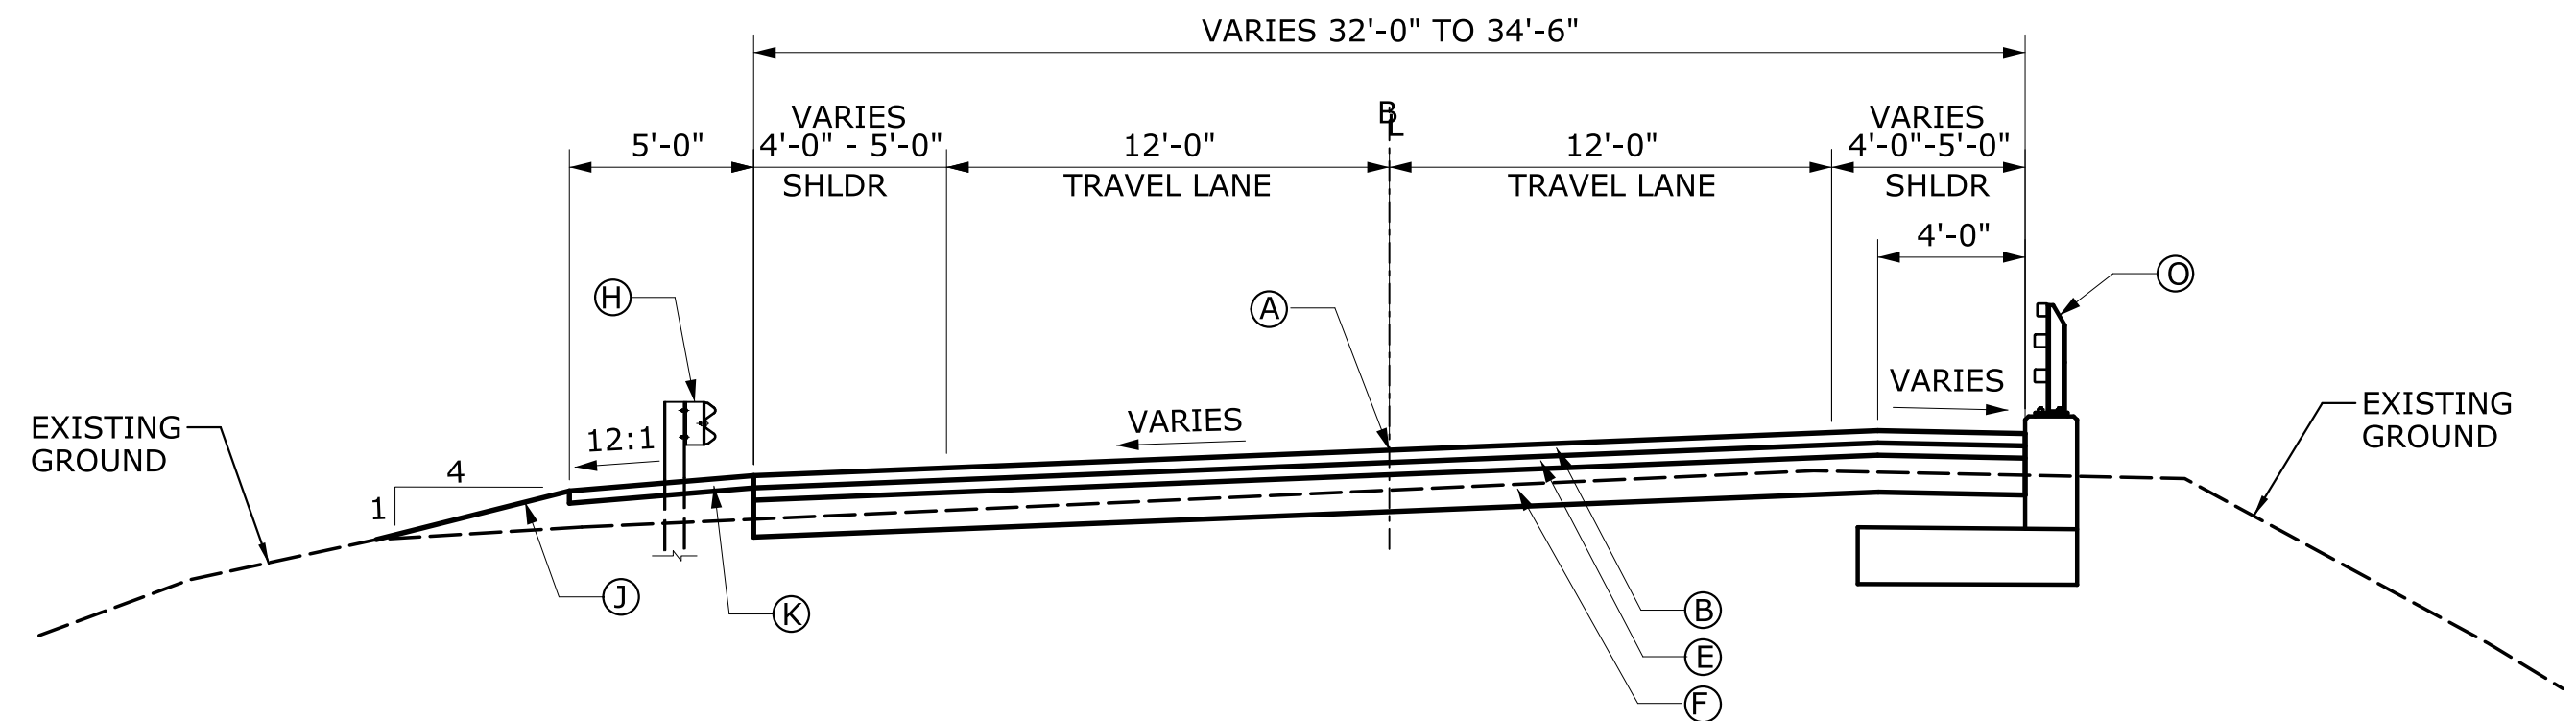 VARIES 32'-0" TO 34'-6"
VARIES
4'-0" - 5'-0"
SHLDR
5'-0"
12'-0"
TRAVEL LANE
BL
12'-0"
TRAVEL LANE
VARIES
4'-0"-5'-0"
SHLDR
4'-0"
H
A
O
VARIES
VARIES
12:1
EXISTING
GROUND
EXISTING
GROUND
4
1
J
K
B
E
F